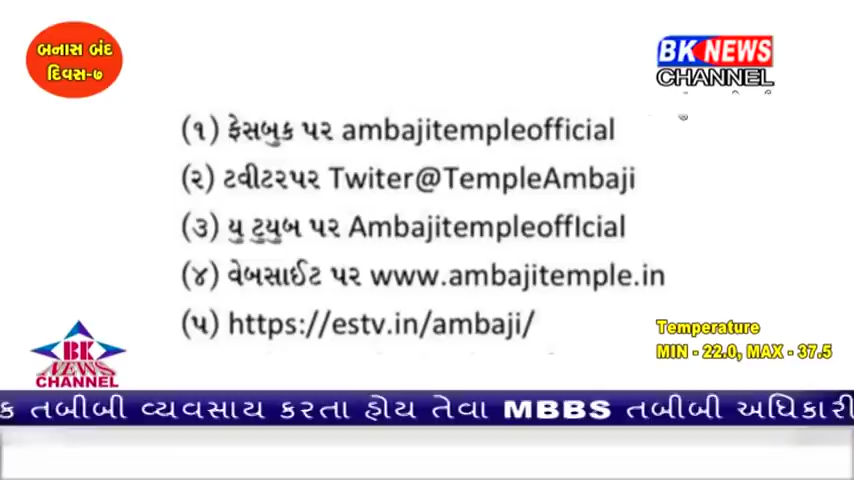 બનાસ બંદ
દિવસ-૭
BK NEWS
CHANNEL
(૧) ફેસબુક પર ambajitempleofficial
(૨) ટવીટરપર Twiter@TempleAmbaji
(૩) યુ ટુયુબ પર AmbajitempleoffIcial
(૪) વેબસાઈટ પર www.ambajitemple.in
(૫) https://estv.in/ambaji/
Temperature
MIN - 22.0, MAX - 37.5
BK
NEWS
CHANNEL
ક તબીબી વ્યવસાય કરતા હોય તેવા MBBS તબીબી અધિકારી